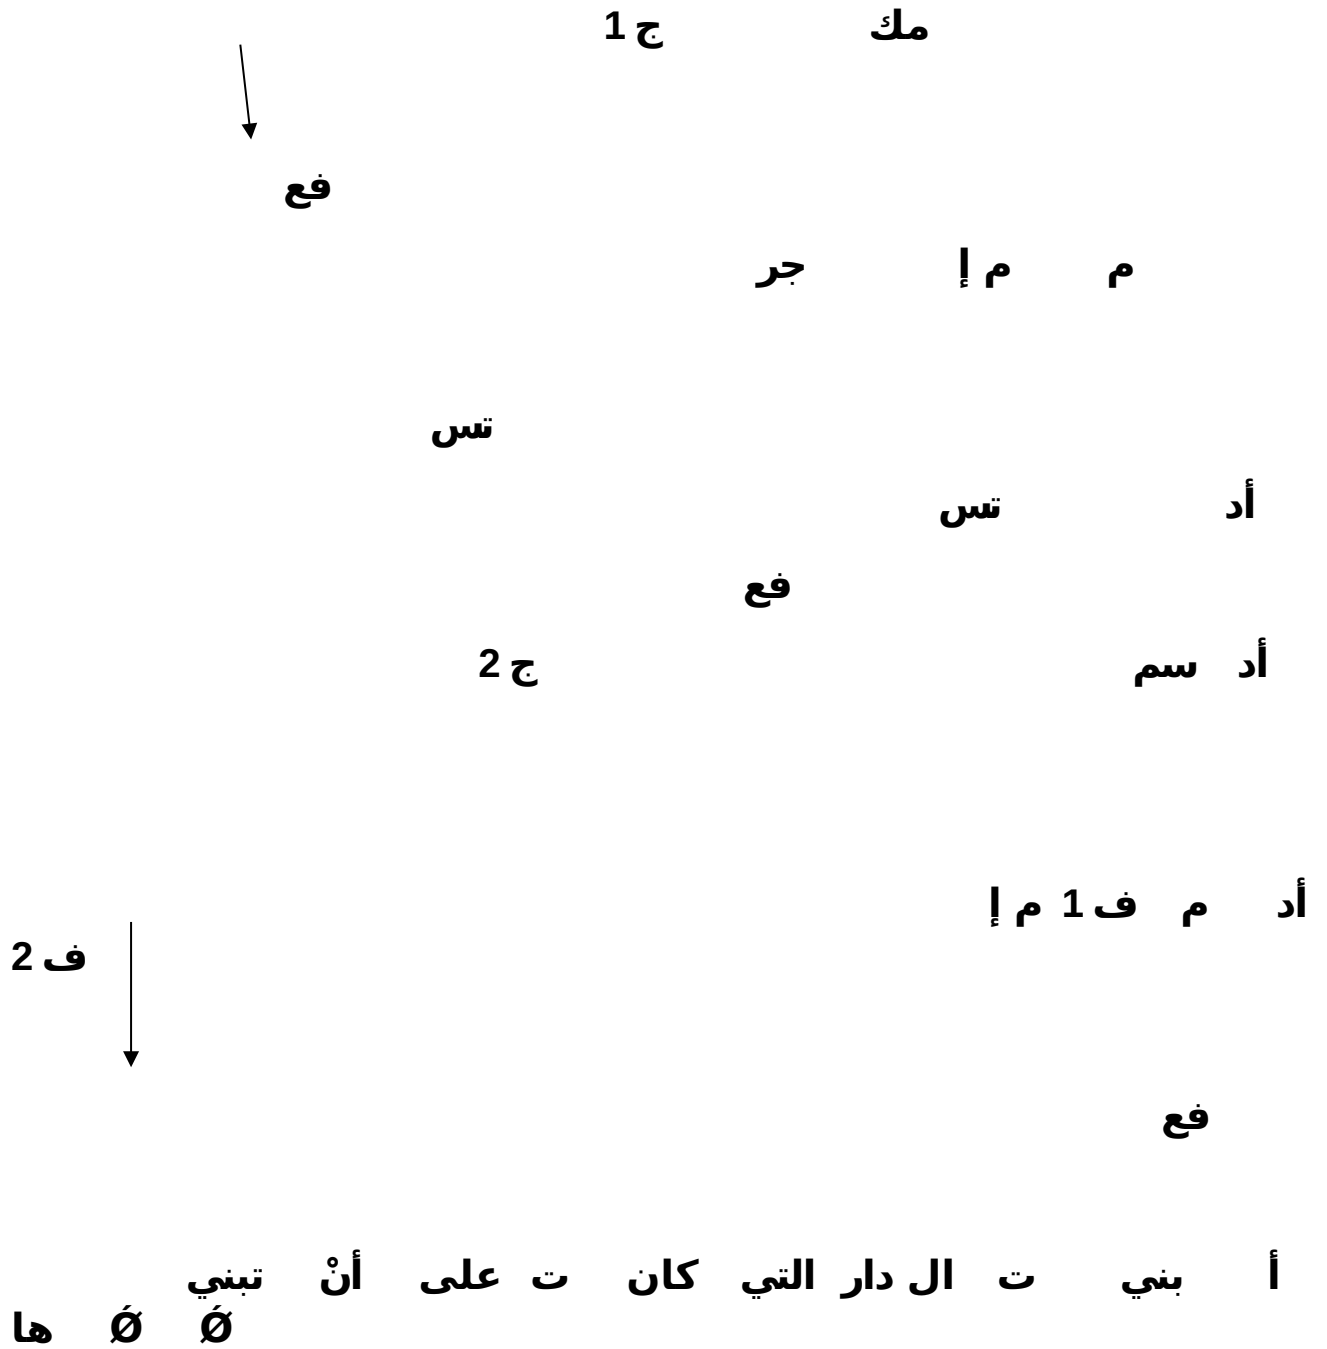 مك ج 1
فع
م م إ جر
تس
أد تس
فع
أد سم ج 2
أد م ف 1 م إ
ف 2
فع
أ بني ت ال دار التي كان ت على أنْ تبني
Ǿ Ǿ ها